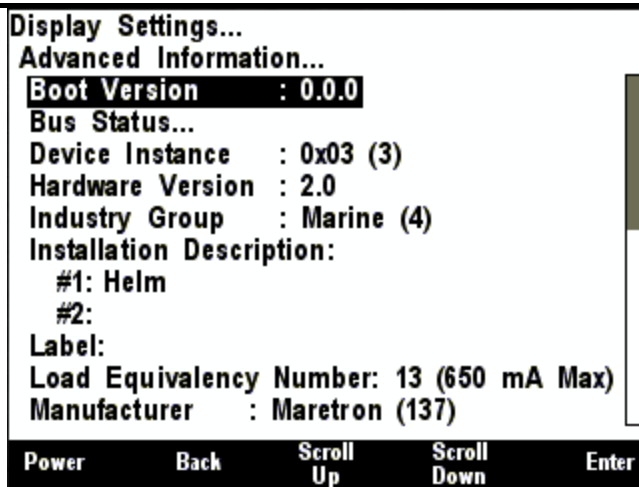 Display Settings...
Advanced Information...
Boot Version : 0.0.0
Bus Status...
Device Instance : 0x03 (3)
Hardware Version : 2.0
Industry Group : Marine (4)
Installation Description:
#1: Helm
#2:
Label:
Load Equivalency Number: 13 (650 mA Max)
Manufacturer : Maretron (137)
Power Back Scroll Up Scroll Down Enter